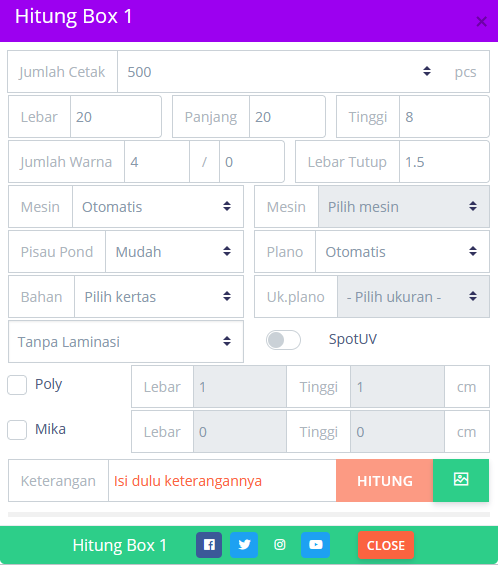 Hitung Box 1 ×
Jumlah Cetak 500 pcs
Lebar 20 Panjang 20 Tinggi 8
Jumlah Warna 4 / 0 Lebar Tutup 1.5
Mesin Otomatis Mesin Pilih mesin
Pisau Pond Mudah Plano Otomatis
Bahan Pilih kertas Uk.plano - Pilih ukuran -
Tanpa Laminasi SpotUV
Poly Lebar 1 Tinggi 1 cm
Mika Lebar 0 Tinggi 0 cm
Keterangan Isi dulu keterangannya HITUNG
Hitung Box 1 CLOSE